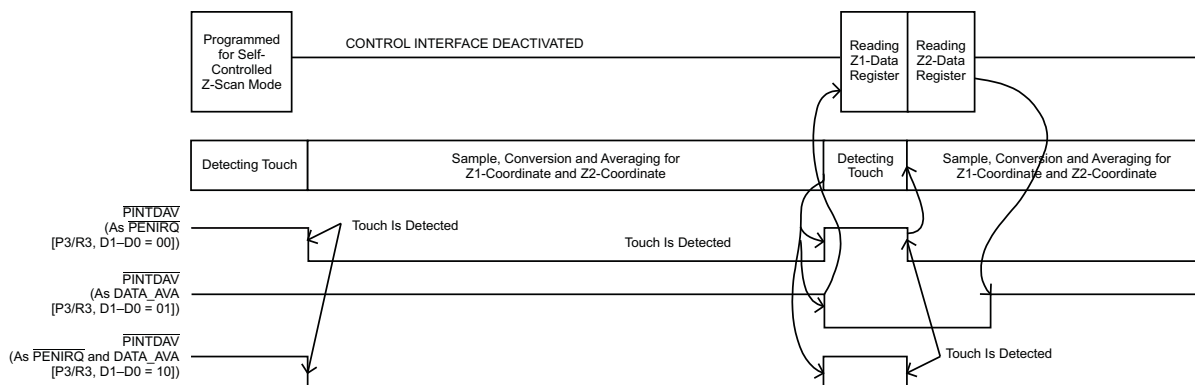 Programmed
for Self-
Controlled
Z-Scan Mode
CONTROL INTERFACE DEACTIVATED
Reading
Z1-Data
Register
Reading
Z2-Data
Register
Detecting Touch
Sample, Conversion and Averaging for
Z1-Coordinate and Z2-Coordinate
Detecting
Touch
Sample, Conversion and Averaging for
Z1-Coordinate and Z2-Coordinate
PINTDAV
(As PENIRQ
[P3/R3, D1–D0 = 00])
Touch Is Detected
Touch Is Detected
PINTDAV
(As DATA_AVA
[P3/R3, D1–D0 = 01])
PINTDAV
(As PENIRQ and DATA_AVA
[P3/R3, D1–D0 = 10])
Touch Is Detected